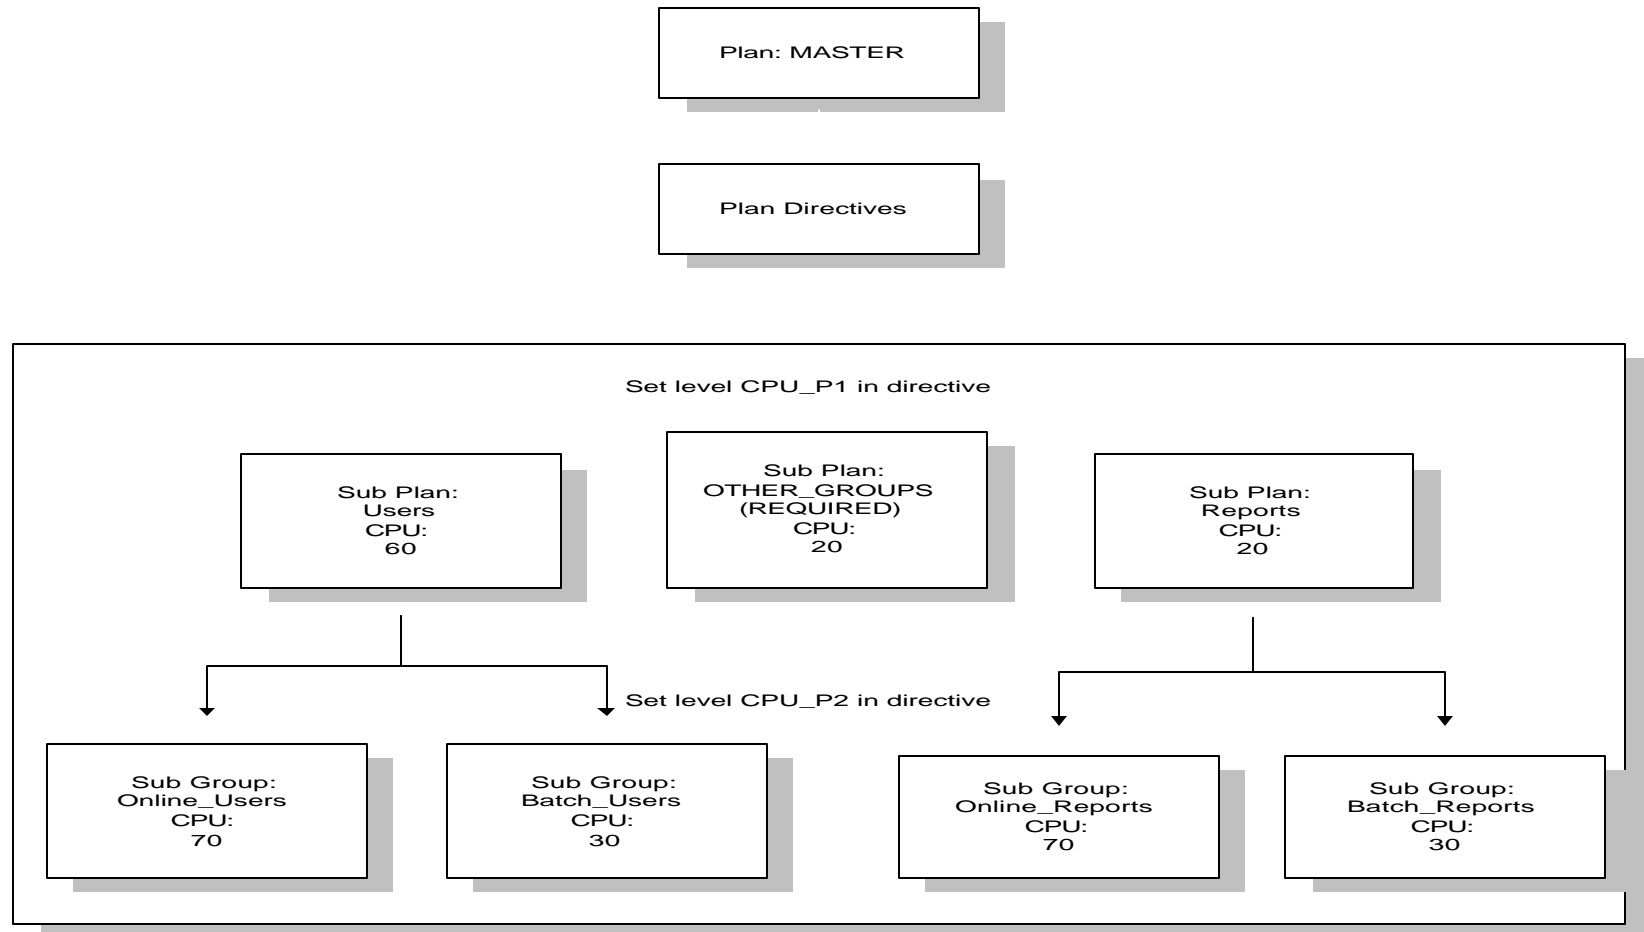 Plan: MASTER
Plan Directives
Set level CPU_P1 in directive
Sub Plan:
Users
CPU:
60
Sub Plan:
OTHER_GROUPS
(REQUIRED)
CPU:
20
Sub Plan:
Reports
CPU:
20
Set level CPU_P2 in directive
Sub Group:
Online_Users
CPU:
70
Sub Group:
Batch_Users
CPU:
30
Sub Group:
Online_Reports
CPU:
70
Sub Group:
Batch_Reports
CPU:
30